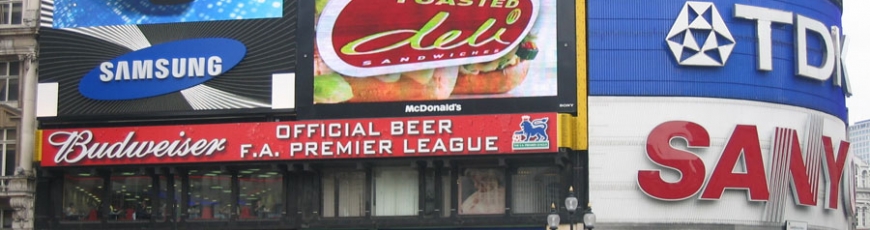 SAMSUNG
TOASTED
deli
SANDWICHES
McDonald's
Budweiser
OFFICIAL BEER
F.A. PREMIER LEAGUE
TDK
SANYO